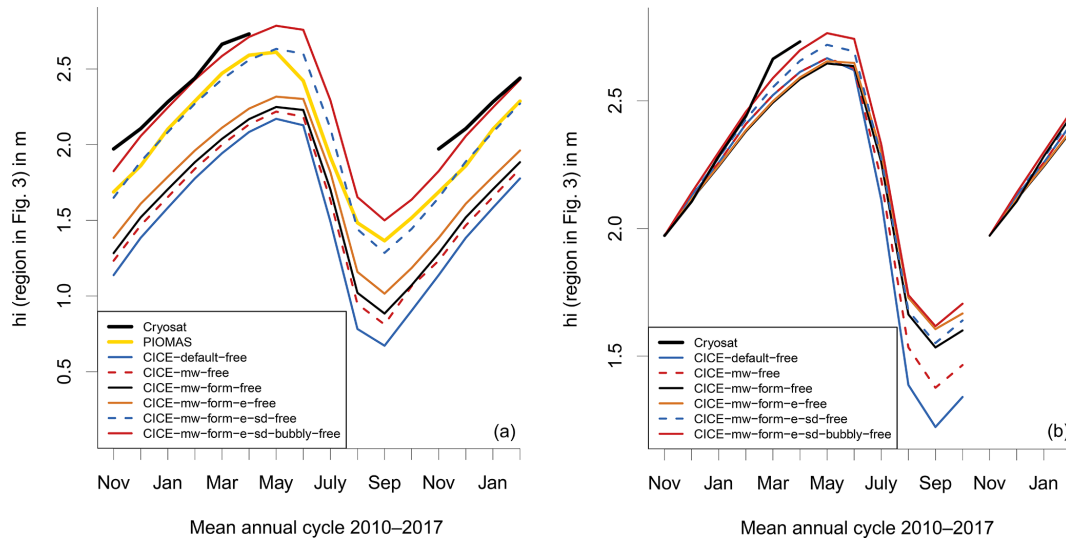 hi (region in Fig. 3) in m
2.5
2.0
1.5
1.0
0.5
Cryosat
PIOMAS
CICE−default−free
CICE−mw−free
CICE−mw−form−free
CICE−mw−form−e−free
CICE−mw−form−e−sd−free
CICE−mw−form−e−sd−bubbly−free
(a)
Nov Jan Mar May July Sep Nov Jan
Mean annual cycle 2010–2017
hi (region in Fig. 3) in m
2.5
2.0
1.5
Cryosat
CICE−default−free
CICE−mw−free
CICE−mw−form−free
CICE−mw−form−e−free
CICE−mw−form−e−sd−free
CICE−mw−form−e−sd−bubbly−free
(b)
Nov Jan Mar May July Sep Nov Jan
Mean annual cycle 2010–2017